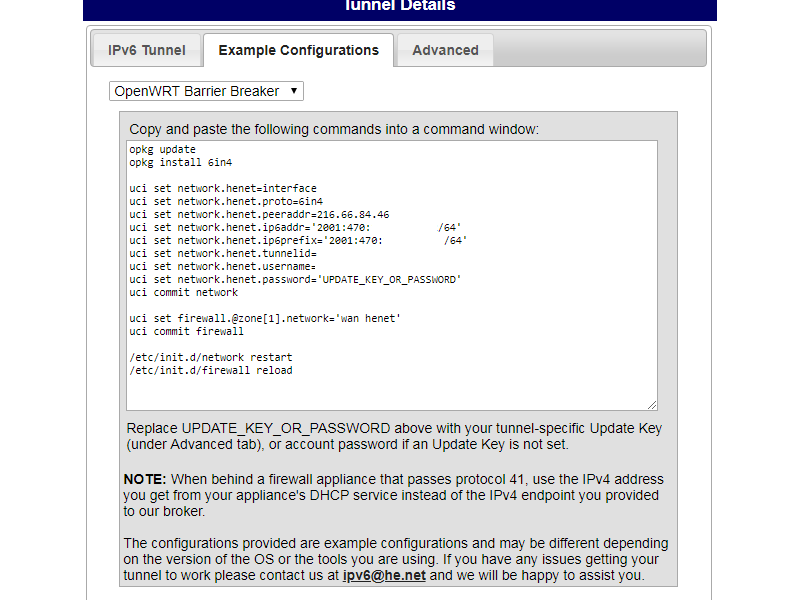 Tunnel Details
IPv6 Tunnel
Example Configurations
Advanced
OpenWRT Barrier Breaker
Copy and paste the following commands into a command window:
opkg update
opkg install 6in4
uci set network.henet=interface
uci set network.henet.proto=6in4
uci set network.henet.peeraddr=216.66.84.46
uci set network.henet.ip6addr='2001:470: /64'
uci set network.henet.ip6prefix='2001:470: /64'
uci set network.henet.tunnelid=
uci set network.henet.username=
uci set network.henet.password='UPDATE_KEY_OR_PASSWORD'
uci commit network
uci set firewall.@zone[1].network='wan henet'
uci commit firewall
/etc/init.d/network restart
/etc/init.d/firewall reload
Replace UPDATE_KEY_OR_PASSWORD above with your tunnel-specific Update Key
(under Advanced tab), or account password if an Update Key is not set.
NOTE: When behind a firewall appliance that passes protocol 41, use the IPv4 address
you get from your appliance's DHCP service instead of the IPv4 endpoint you provided
to our broker.
The configurations provided are example configurations and may be different depending
on the version of the OS or the tools you are using. If you have any issues getting your
tunnel to work please contact us at ipv6@he.net and we will be happy to assist you.